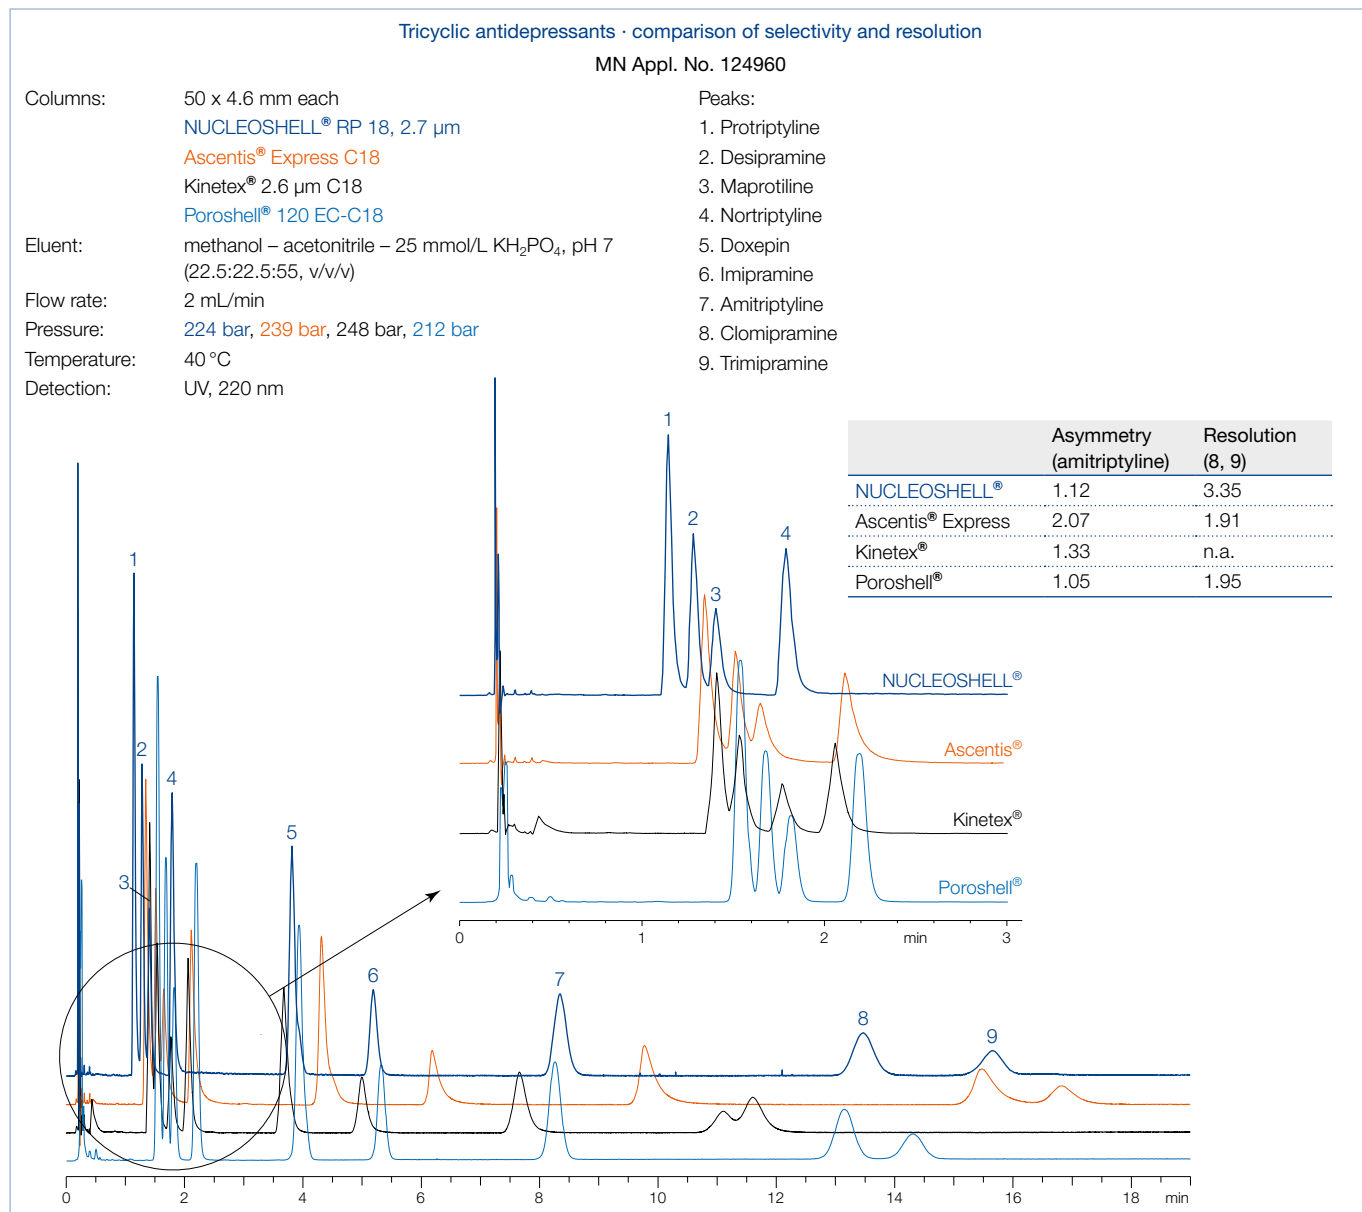 Tricyclic antidepressants · comparison of selectivity and resolution
MN Appl. No. 124960
Columns: 50 x 4.6 mm each
NUCLEOSHELL® RP 18, 2.7 µm
Ascentis® Express C18
Kinetex® 2.6 µm C18
Poroshell® 120 EC-C18
Eluent: methanol – acetonitrile – 25 mmol/L KH₂PO₄, pH 7
(22.5:22.5:55, v/v/v)
Flow rate: 2 mL/min
Pressure: 224 bar, 239 bar, 248 bar, 212 bar
Temperature: 40 °C
Detection: UV, 220 nm
Peaks:
1. Protriptyline
2. Desipramine
3. Maprotiline
4. Nortriptyline
5. Doxepin
6. Imipramine
7. Amitriptyline
8. Clomipramine
9. Trimipramine
Asymmetry Resolution
(amitriptyline) (8, 9)
NUCLEOSHELL® 1.12 3.35
Ascentis® Express 2.07 1.91
Kinetex® 1.33 n.a.
Poroshell® 1.05 1.95
1
2
3
4
NUCLEOSHELL®
Ascentis®
Kinetex®
Poroshell®
0 1 2 min 3
1
2
4
3
5
6
7
8
9
0 2 4 6 8 10 12 14 16 18 min